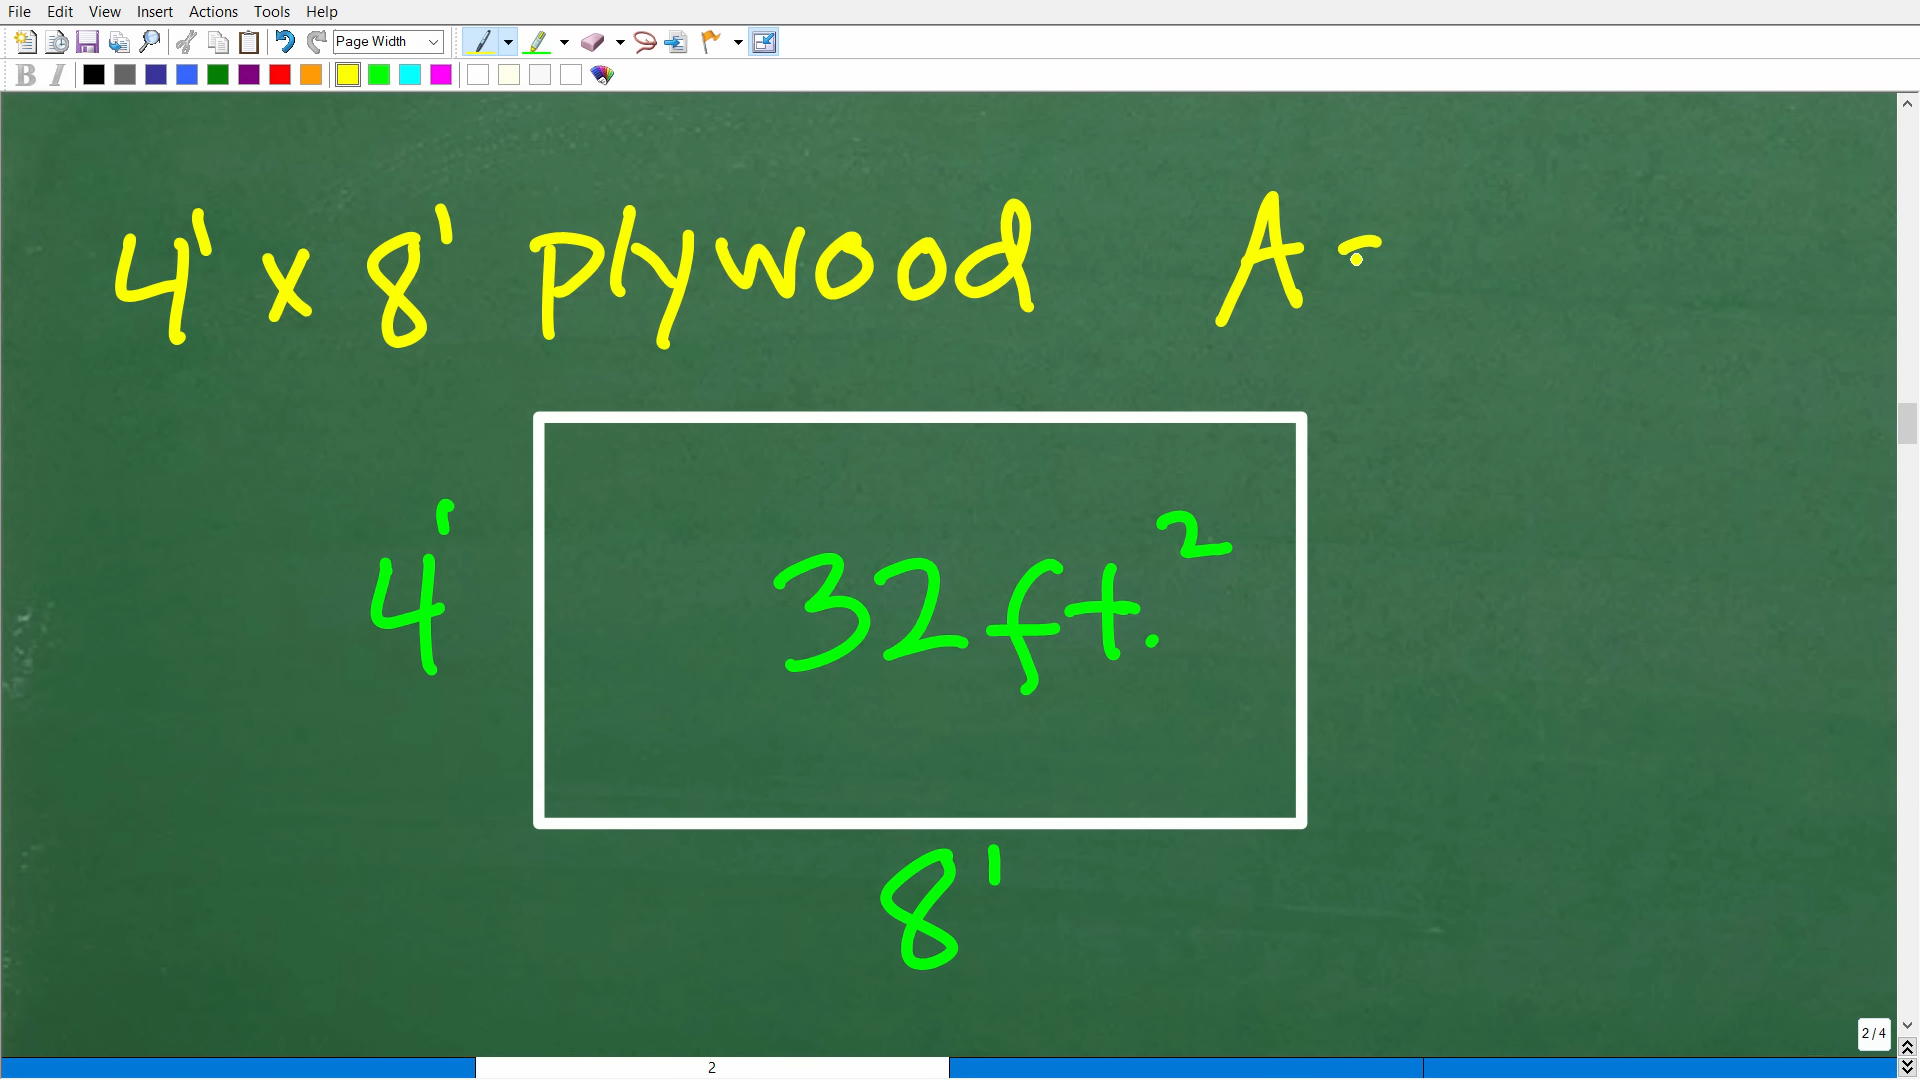 File Edit View Insert Actions Tools Help
Page Width
B I
4' x 8' plywood A =
4' 32 ft.²
8'
2 / 4
2